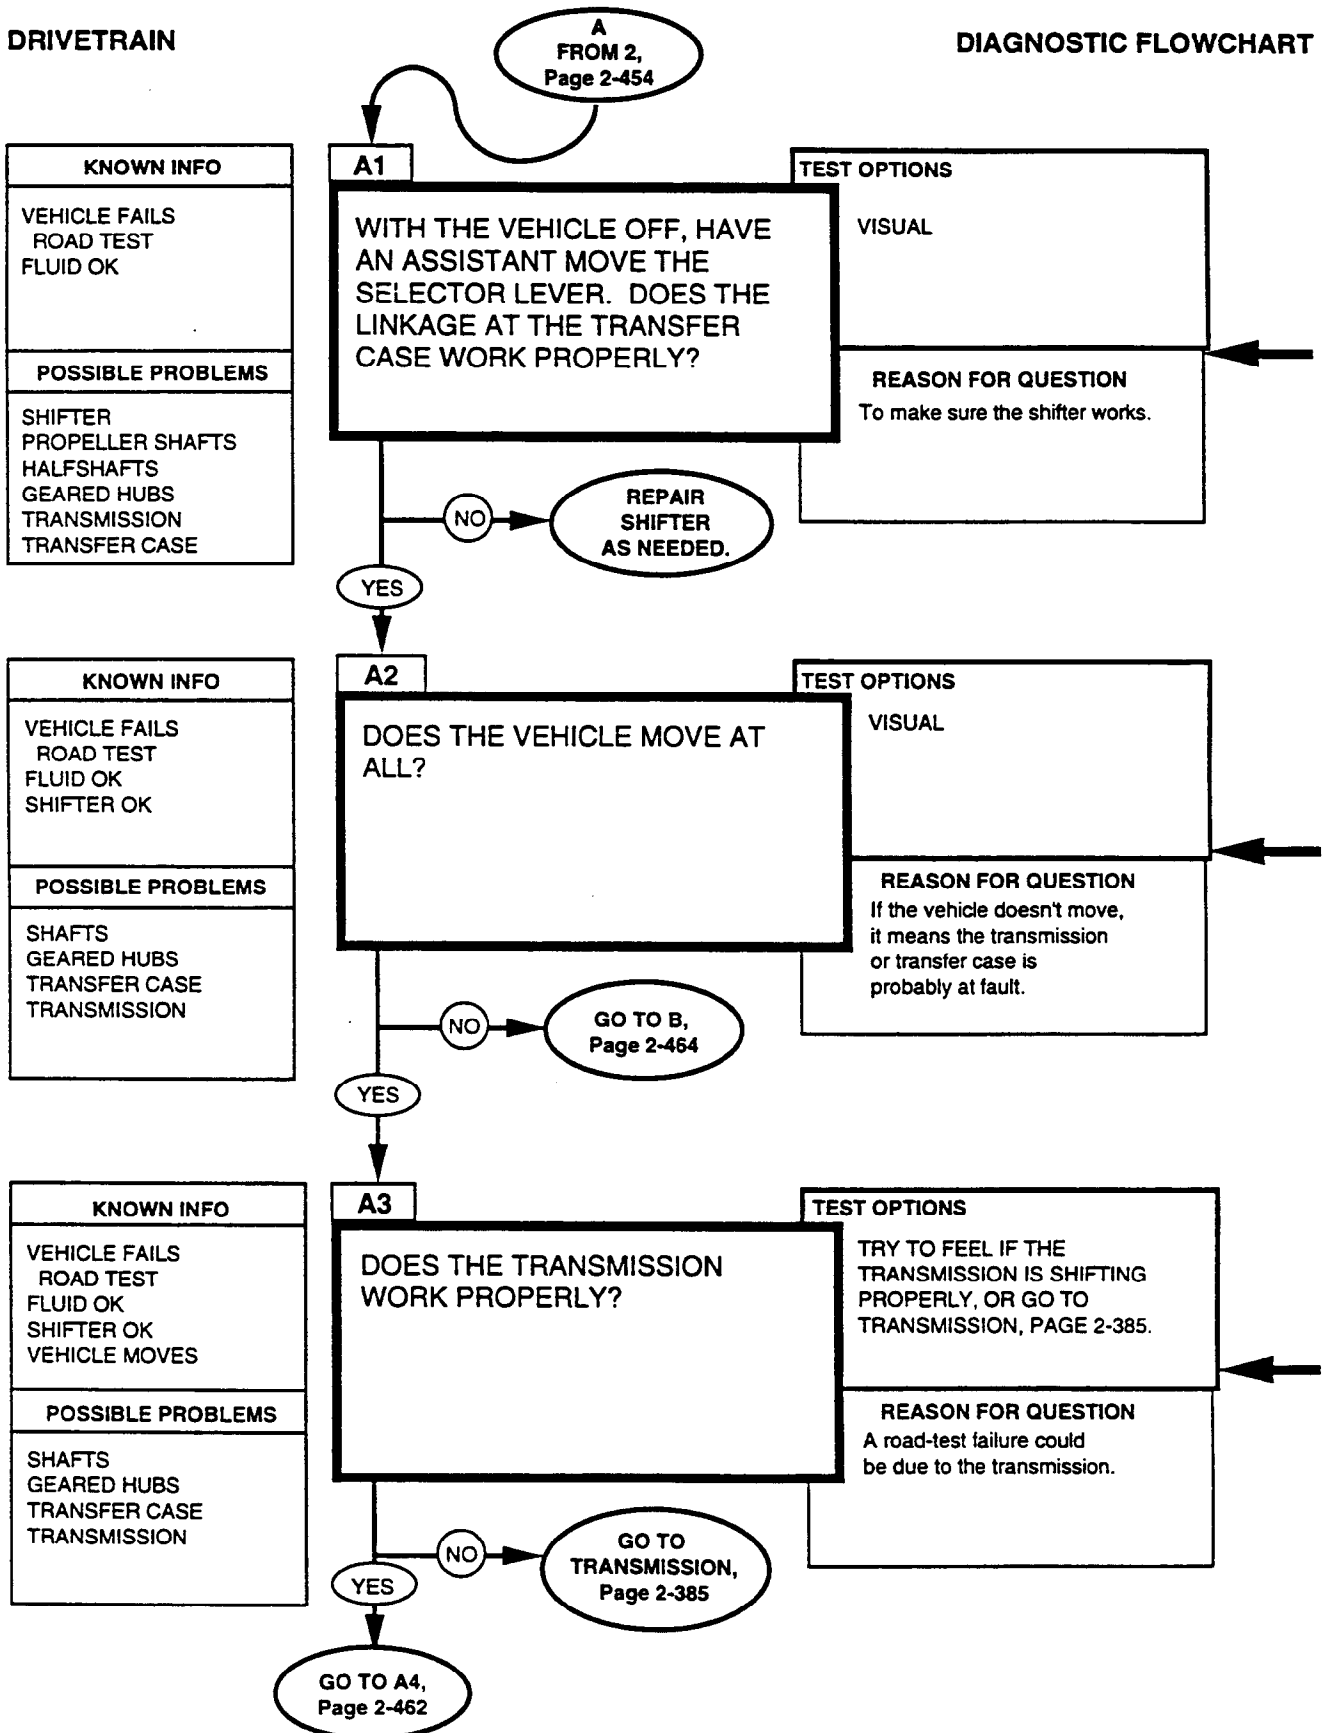 DRIVETRAIN
DIAGNOSTIC FLOWCHART
A
FROM 2,
Page 2-454
KNOWN INFO
VEHICLE FAILS
ROAD TEST
FLUID OK
POSSIBLE PROBLEMS
SHIFTER
PROPELLER SHAFTS
HALFSHAFTS
GEARED HUBS
TRANSMISSION
TRANSFER CASE
A1
WITH THE VEHICLE OFF, HAVE
AN ASSISTANT MOVE THE
SELECTOR LEVER. DOES THE
LINKAGE AT THE TRANSFER
CASE WORK PROPERLY?
TEST OPTIONS
VISUAL
REASON FOR QUESTION
To make sure the shifter works.
NO
REPAIR
SHIFTER
AS NEEDED.
YES
KNOWN INFO
VEHICLE FAILS
ROAD TEST
FLUID OK
SHIFTER OK
POSSIBLE PROBLEMS
SHAFTS
GEARED HUBS
TRANSFER CASE
TRANSMISSION
A2
DOES THE VEHICLE MOVE AT
ALL?
TEST OPTIONS
VISUAL
REASON FOR QUESTION
If the vehicle doesn't move,
it means the transmission
or transfer case is
probably at fault.
NO
GO TO B,
Page 2-464
YES
KNOWN INFO
VEHICLE FAILS
ROAD TEST
FLUID OK
SHIFTER OK
VEHICLE MOVES
POSSIBLE PROBLEMS
SHAFTS
GEARED HUBS
TRANSFER CASE
TRANSMISSION
A3
DOES THE TRANSMISSION
WORK PROPERLY?
TEST OPTIONS
TRY TO FEEL IF THE
TRANSMISSION IS SHIFTING
PROPERLY, OR GO TO
TRANSMISSION, PAGE 2-385.
REASON FOR QUESTION
A road-test failure could
be due to the transmission.
NO
GO TO
TRANSMISSION,
Page 2-385
YES
GO TO A4,
Page 2-462